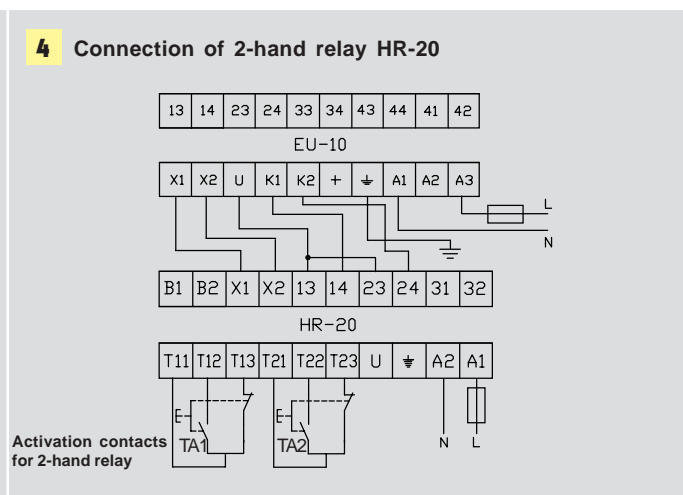 4 Connection of 2-hand relay HR-20
13 14 23 24 33 34 43 44 41 42
EU-10
X1 X2 U K1 K2 + A1 A2 A3
L
N
B1 B2 X1 X2 13 14 23 24 31 32
HR-20
T11 T12 T13 T21 T22 T23 U A2 A1
TA1 TA2 N L
Activation contacts
for 2-hand relay